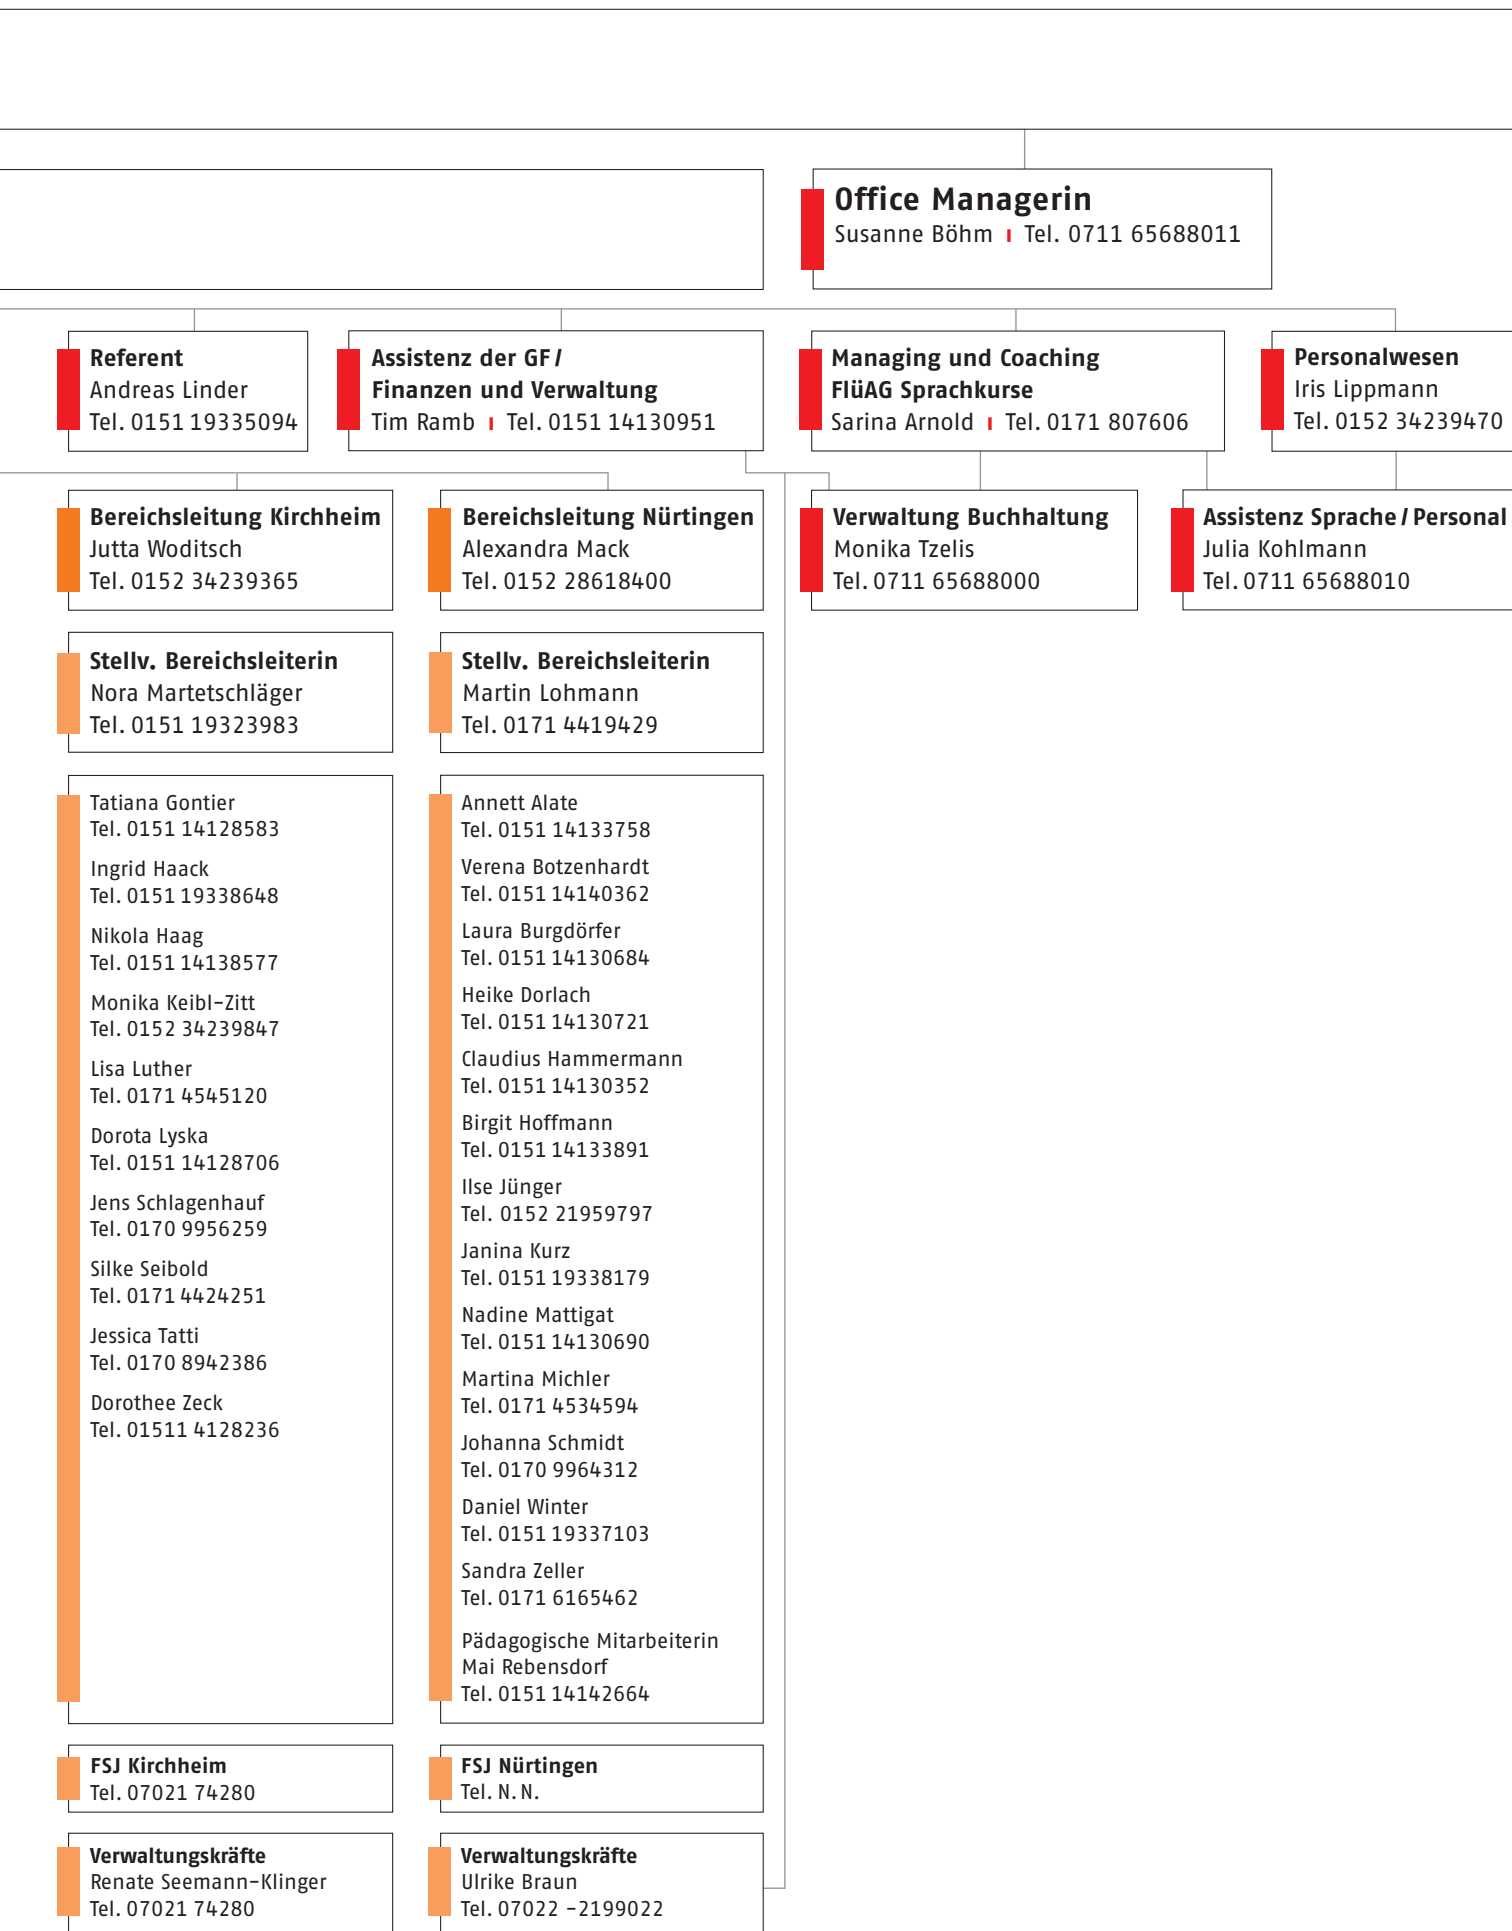 Office Managerin
Susanne Böhm ı Tel. 0711 65688011
Referent
Andreas Linder
Tel. 0151 19335094
Assistenz der GF /
Finanzen und Verwaltung
Tim Ramb ı Tel. 0151 14130951
Managing und Coaching
FlüAG Sprachkurse
Sarina Arnold ı Tel. 0171 807606
Personalwesen
Iris Lippmann
Tel. 0152 34239470
Bereichsleitung Kirchheim
Jutta Woditsch
Tel. 0152 34239365
Bereichsleitung Nürtingen
Alexandra Mack
Tel. 0152 28618400
Verwaltung Buchhaltung
Monika Tzelis
Tel. 0711 65688000
Assistenz Sprache / Personal
Julia Kohlmann
Tel. 0711 65688010
Stellv. Bereichsleiterin
Nora Martetschläger
Tel. 0151 19323983
Stellv. Bereichsleiterin
Martin Lohmann
Tel. 0171 4419429
Tatiana Gontier
Tel. 0151 14128583
Ingrid Haack
Tel. 0151 19338648
Nikola Haag
Tel. 0151 14138577
Monika Keibl-Zitt
Tel. 0152 34239847
Lisa Luther
Tel. 0171 4545120
Dorota Lyska
Tel. 0151 14128706
Jens Schlagenhauf
Tel. 0170 9956259
Silke Seibold
Tel. 0171 4424251
Jessica Tatti
Tel. 0170 8942386
Dorothee Zeck
Tel. 01511 4128236
Annett Alate
Tel. 0151 14133758
Verena Botzenhardt
Tel. 0151 14140362
Laura Burgdörfer
Tel. 0151 14130684
Heike Dorlach
Tel. 0151 14130721
Claudius Hammermann
Tel. 0151 14130352
Birgit Hoffmann
Tel. 0151 14133891
Ilse Jünger
Tel. 0152 21959797
Janina Kurz
Tel. 0151 19338179
Nadine Mattigat
Tel. 0151 14130690
Martina Michler
Tel. 0171 4534594
Johanna Schmidt
Tel. 0170 9964312
Daniel Winter
Tel. 0151 19337103
Sandra Zeller
Tel. 0171 6165462
Pädagogische Mitarbeiterin
Mai Rebensdorf
Tel. 0151 14142664
FSJ Kirchheim
Tel. 07021 74280
FSJ Nürtingen
Tel. N. N.
Verwaltungskräfte
Renate Seemann-Klinger
Tel. 07021 74280
Verwaltungskräfte
Ulrike Braun
Tel. 07022 -2199022